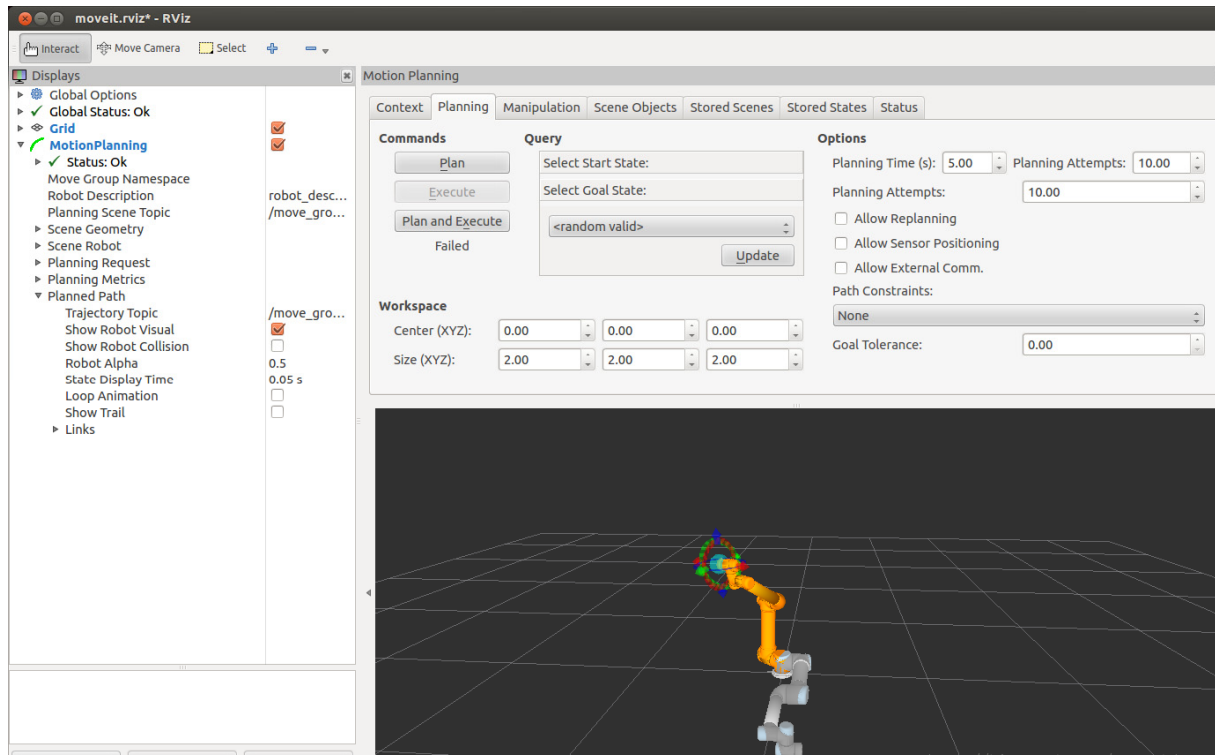 moveit.rviz* - RViz
Interact Move Camera Select
Displays
Global Options
Global Status: Ok
Grid
MotionPlanning
Status: Ok
Move Group Namespace
Robot Description robot_desc...
Planning Scene Topic /move_gro...
Scene Geometry
Scene Robot
Planning Request
Planning Metrics
Planned Path
Trajectory Topic /move_gro...
Show Robot Visual
Show Robot Collision
Robot Alpha 0.5
State Display Time 0.05 s
Loop Animation
Show Trail
Links
Motion Planning
Context Planning Manipulation Scene Objects Stored Scenes Stored States Status
Commands
Plan
Execute
Plan and Execute
Failed
Query
Select Start State:
Select Goal State:
<random valid>
Update
Options
Planning Time (s): 5.00 Planning Attempts: 10.00
Planning Attempts: 10.00
Allow Replanning
Allow Sensor Positioning
Allow External Comm.
Path Constraints:
None
Goal Tolerance: 0.00
Workspace
Center (XYZ): 0.00 0.00 0.00
Size (XYZ): 2.00 2.00 2.00